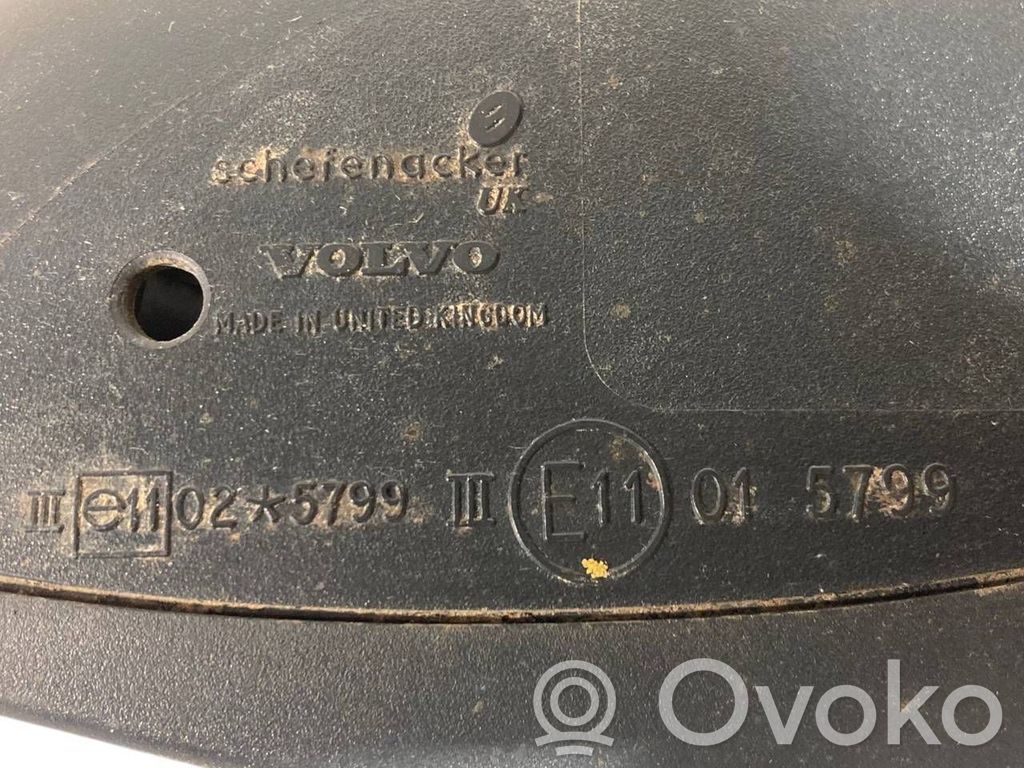 schefenacker
UK
VOLVO
MADE IN UNITED KINGDOM
III e11 02*5799 III E11 01 5799
Ovoko